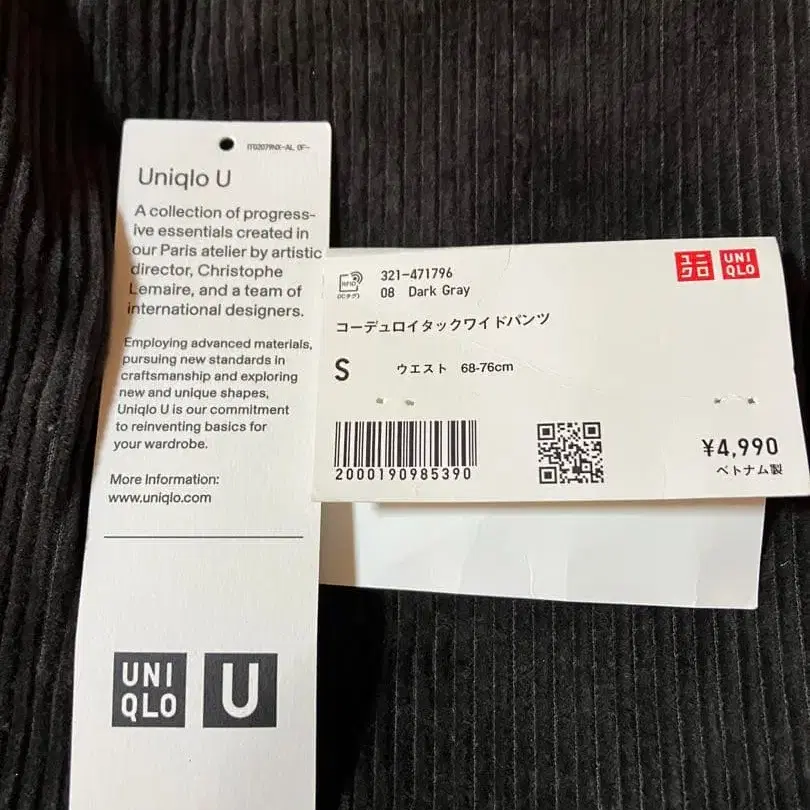 Uniqlo U
A collection of progress-
ive essentials created in
our Paris atelier by artistic
director, Christophe
Lemaire, and a team of
international designers.
Employing advanced materials,
pursuing new standards in
craftsmanship and exploring
new and unique shapes,
Uniqlo U is our commitment
to reinventing basics for
your wardrobe.
More Information:
www.uniqlo.com
UNI
QLO
U
RFID
321-471796
08 Dark Gray
ユニ
クロ
UNI
QLO
コーデュロイタックワイドパンツ
S ウエスト 68-76cm
2000190985390
¥4,990
ベトナム製